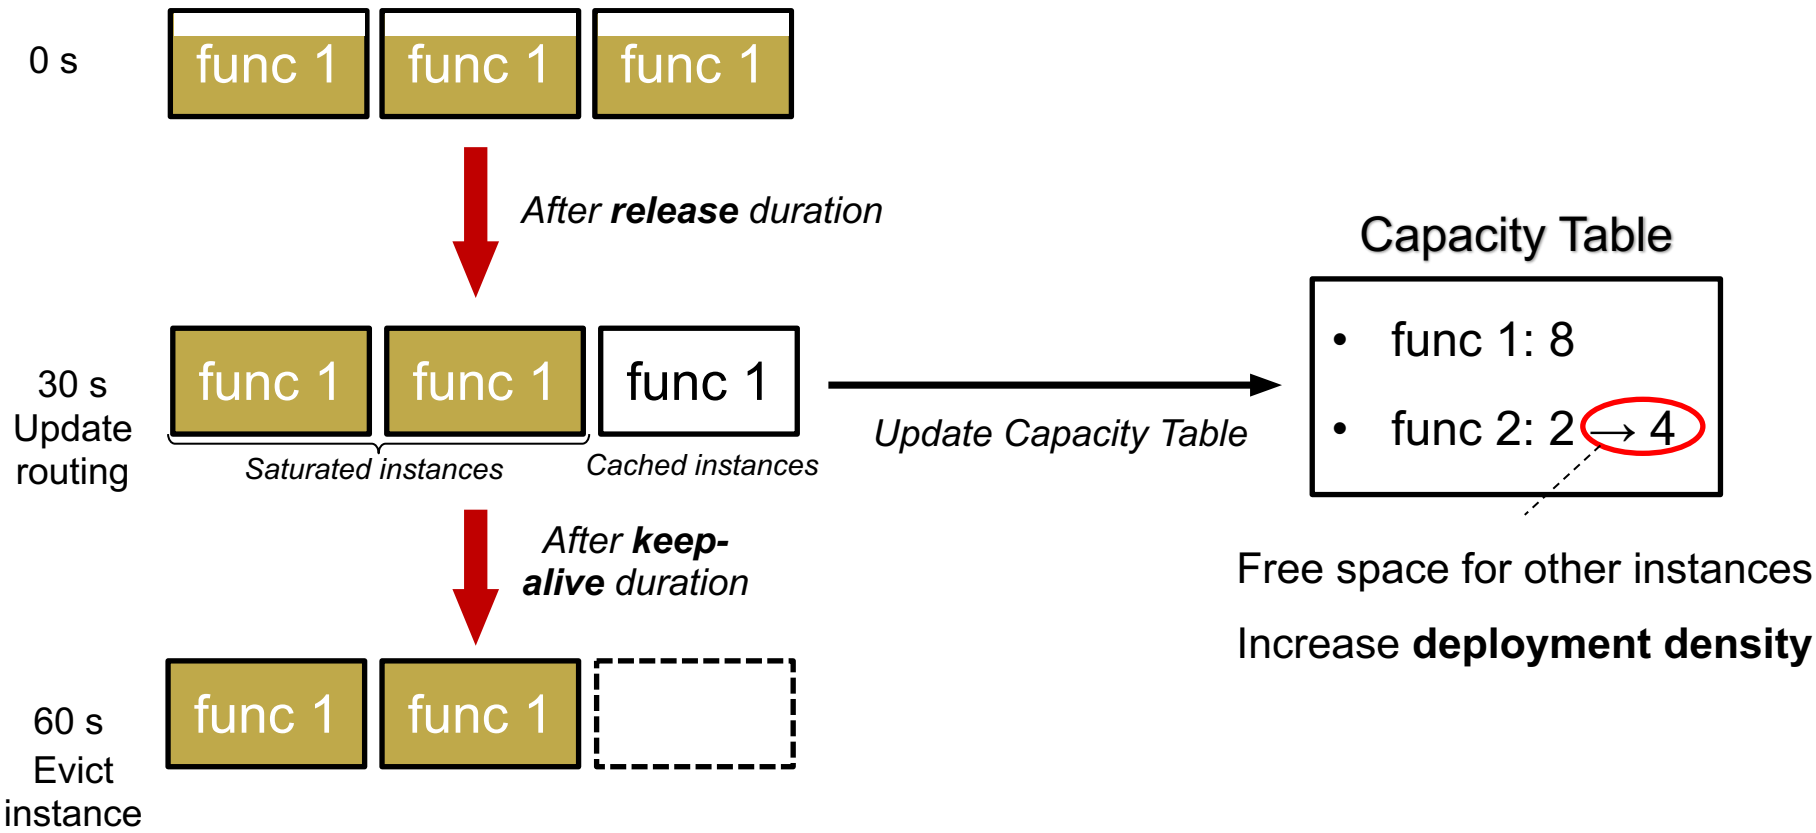 0 s
func 1
func 1
func 1
After release duration
Capacity Table
30 s
Update
routing
func 1
func 1
func 1
Saturated instances
Cached instances
Update Capacity Table
• func 1: 8
• func 2: 2 → 4
After keep-
alive duration
Free space for other instances
Increase deployment density
60 s
Evict
instance
func 1
func 1